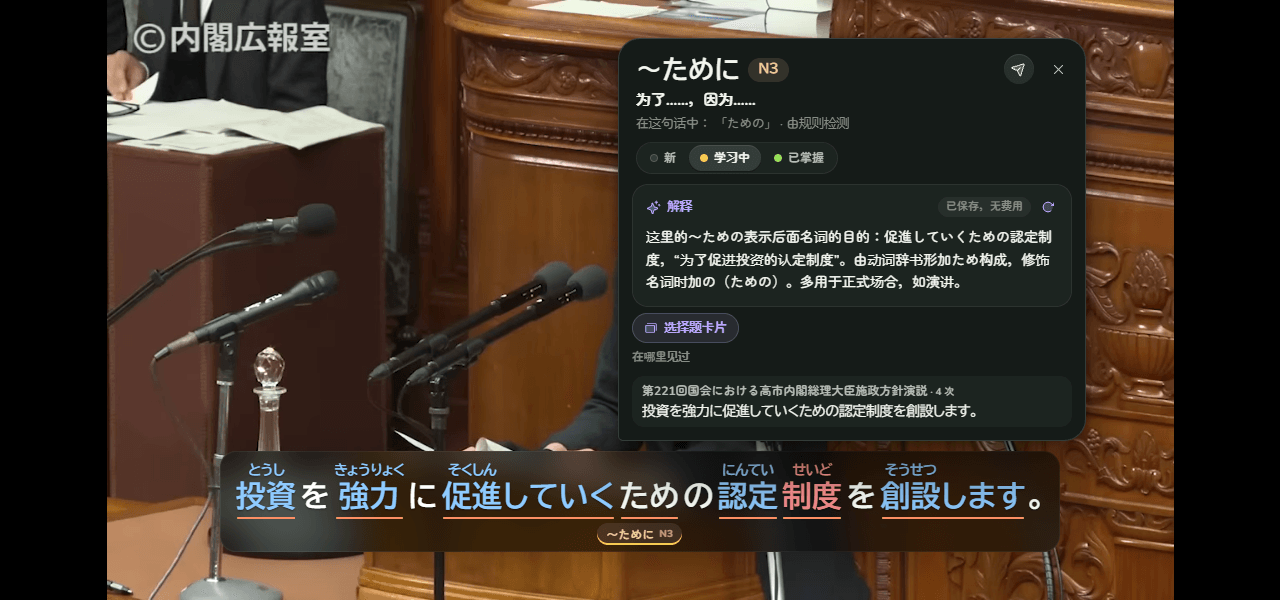 ©内閣広報室
～ために N3
为了……，因为……
在这句话中：「ための」 · 由规则检测
新 学习中 已掌握
解释 已保存，无费用
这里的～ための表示后面名词的目的：促進していくための認定制
度，“为了促进投资的认定制度”。由动词辞书形加ため构成，修饰
名词时加の（ための）。多用于正式场合，如演讲。
选择题卡片
在哪里见过
第221回国会における高市内閣総理大臣施政方針演説 · 4 次
投資を強力に促進していくための認定制度を創設します。
とうし きょうりょく そくしん にんてい せいど そうせつ
投資を強力に促進していくための認定制度を創設します。
～ために N3